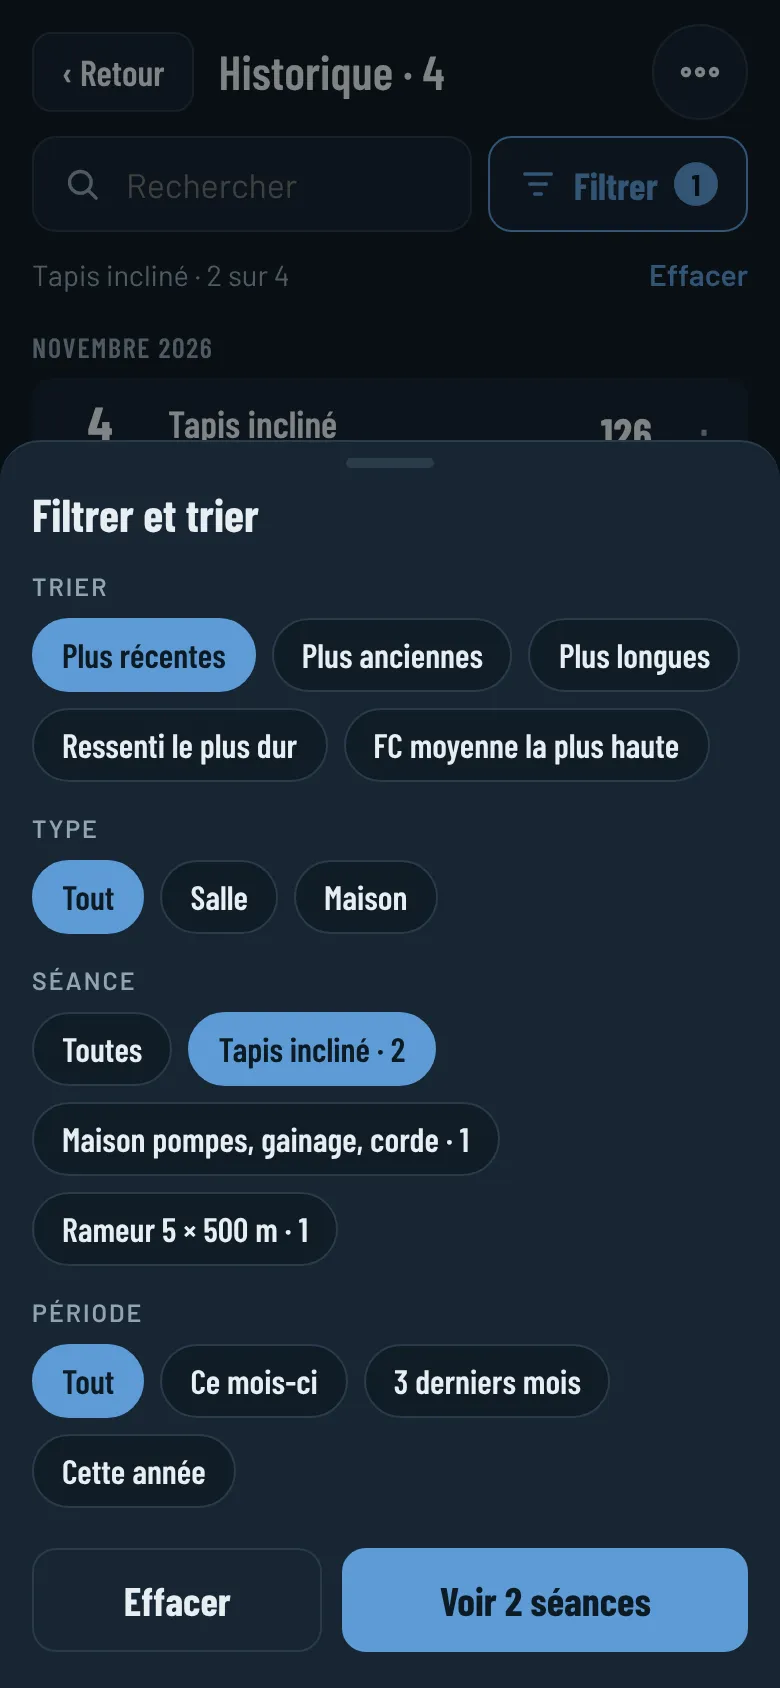 ‹ Retour
Historique · 4
Rechercher
Filtrer 1
Tapis incliné · 2 sur 4
Effacer
NOVEMBRE 2026
4 Tapis incliné 126
Filtrer et trier
TRIER
Plus récentes
Plus anciennes
Plus longues
Ressenti le plus dur
FC moyenne la plus haute
TYPE
Tout
Salle
Maison
SÉANCE
Toutes
Tapis incliné · 2
Maison pompes, gainage, corde · 1
Rameur 5 × 500 m · 1
PÉRIODE
Tout
Ce mois-ci
3 derniers mois
Cette année
Effacer
Voir 2 séances